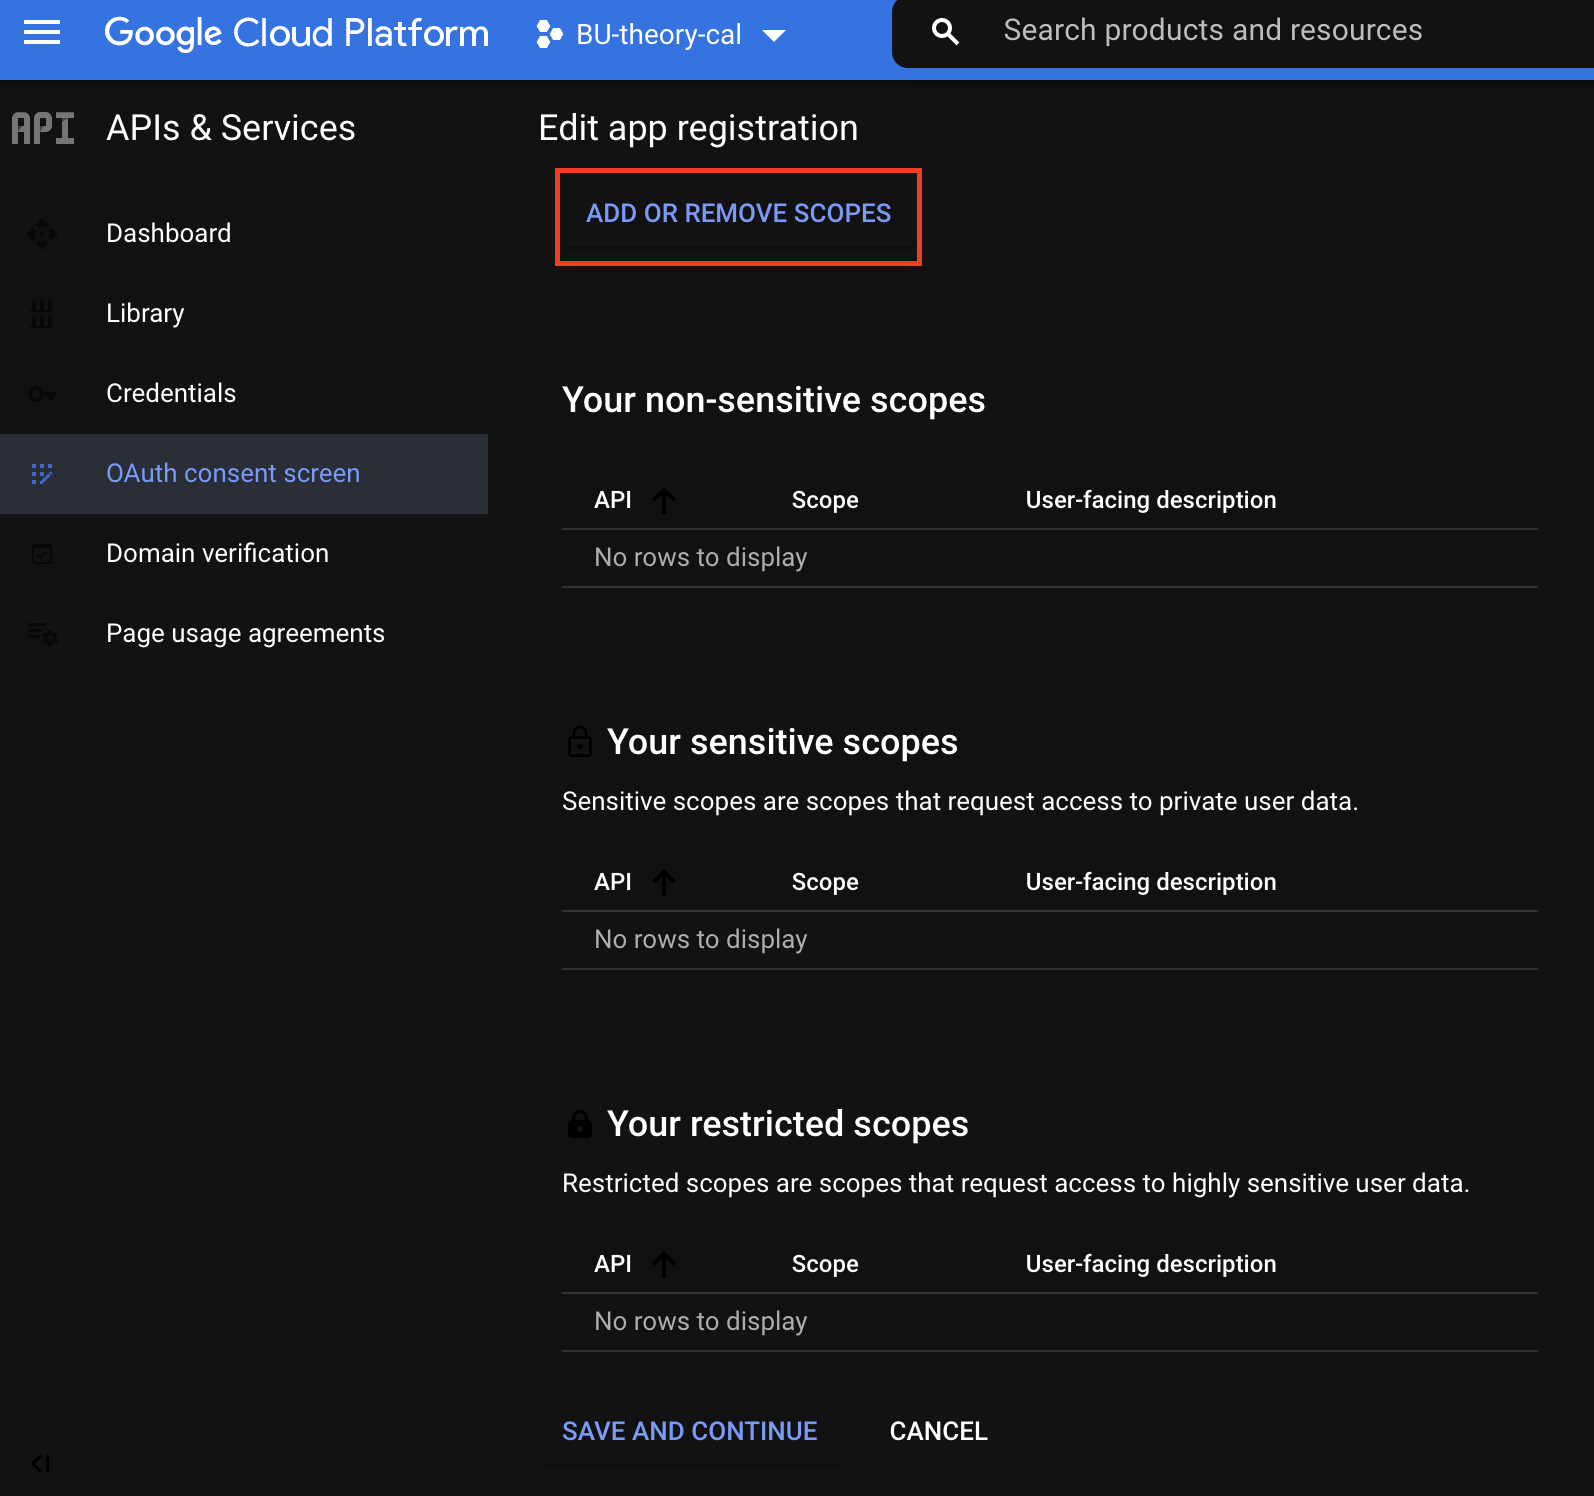 Google Cloud Platform
BU-theory-cal
Search products and resources
API
APIs & Services
Dashboard
Library
Credentials
OAuth consent screen
Domain verification
Page usage agreements
Edit app registration
ADD OR REMOVE SCOPES
Your non-sensitive scopes
API Scope User-facing description
No rows to display
Your sensitive scopes
Sensitive scopes are scopes that request access to private user data.
API Scope User-facing description
No rows to display
Your restricted scopes
Restricted scopes are scopes that request access to highly sensitive user data.
API Scope User-facing description
No rows to display
SAVE AND CONTINUE CANCEL